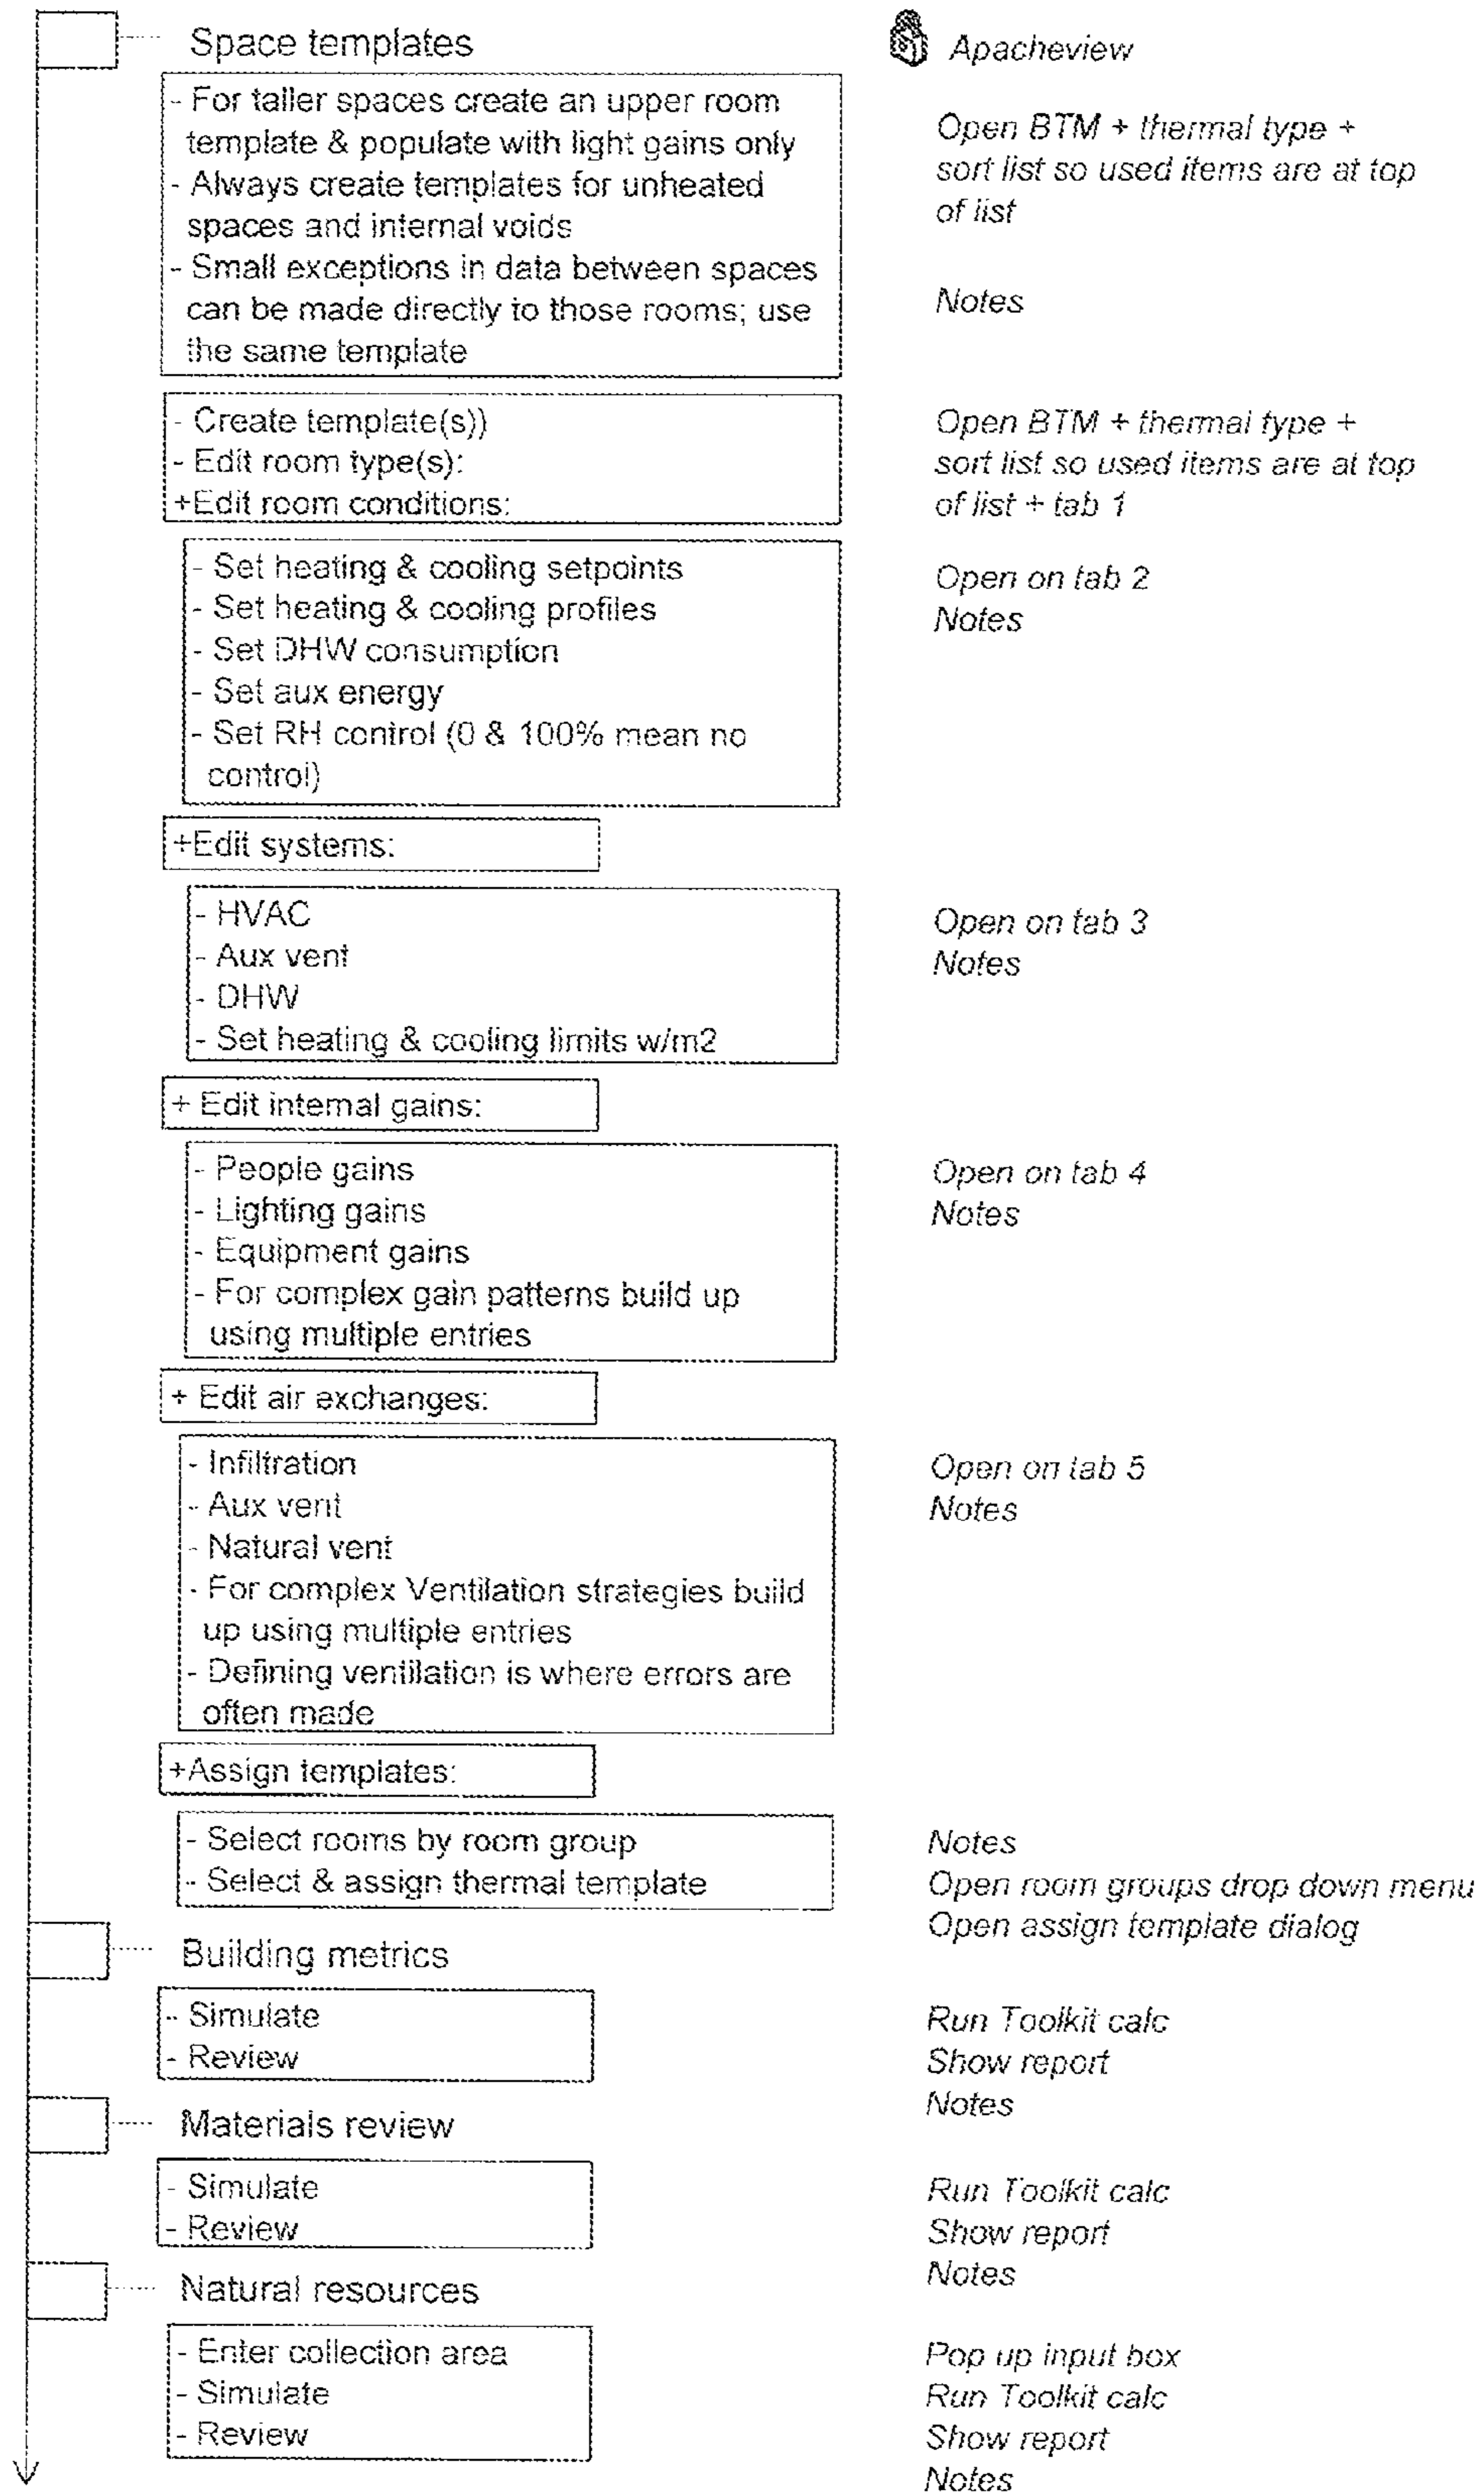 Space templates
Apacheview
- For taller spaces create an upper room
template & populate with light gains only
- Always create templates for unheated
spaces and internal voids
- Small exceptions in data between spaces
can be made directly to those rooms; use
the same template
Open BTM + thermal type +
sort list so used items are at top
of list
Notes
- Create template(s))
- Edit room type(s):
+Edit room conditions:
Open BTM + thermal type +
sort list so used items are at top
of list + tab 1
- Set heating & cooling setpoints
- Set heating & cooling profiles
- Set DHW consumption
- Set aux energy
- Set RH control (0 & 100% mean no
control)
Open on tab 2
Notes
+Edit systems:
- HVAC
- Aux vent
- DHW
- Set heating & cooling limits w/m2
Open on tab 3
Notes
+ Edit internal gains:
- People gains
- Lighting gains
- Equipment gains
- For complex gain patterns build up
using multiple entries
Open on tab 4
Notes
+ Edit air exchanges:
- Infiltration
- Aux vent
- Natural vent
- For complex Ventilation strategies build
up using multiple entries
- Defining ventillation is where errors are
often made
Open on tab 5
Notes
+Assign templates:
- Select rooms by room group
- Select & assign thermal template
Notes
Open room groups drop down menu
Open assign template dialog
Building metrics
- Simulate
- Review
Run Toolkit calc
Show report
Notes
Materials review
- Simulate
- Review
Run Toolkit calc
Show report
Notes
Natural resources
- Enter collection area
- Simulate
- Review
Pop up input box
Run Toolkit calc
Show report
Notes